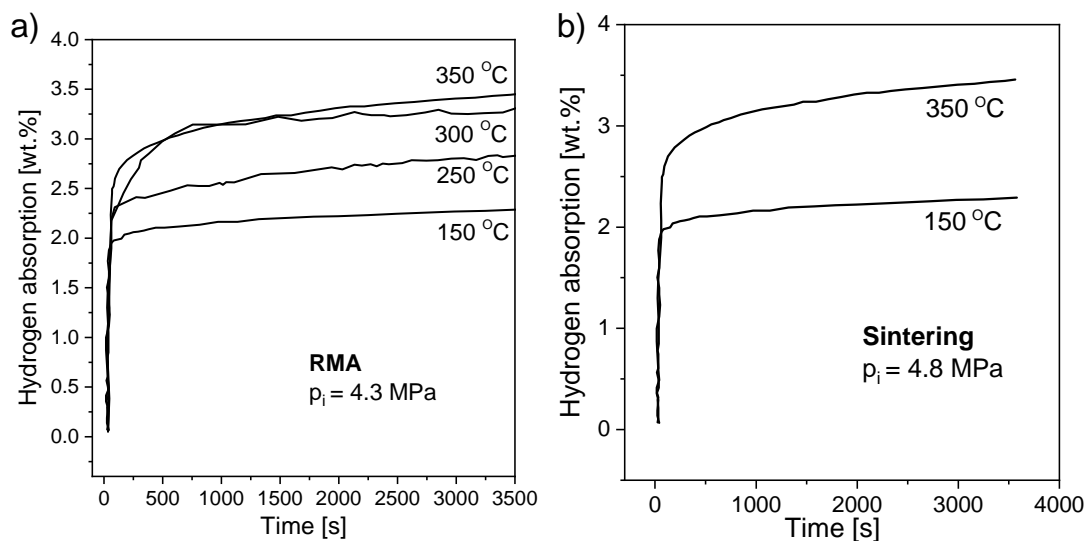 a)
Hydrogen absorption [wt.%]
4.0
3.5
3.0
2.5
2.0
1.5
1.0
0.5
0.0
350 °C
300 °C
250 °C
150 °C
RMA
pᵢ = 4.3 MPa
0 500 1000 1500 2000 2500 3000 3500
Time [s]
b)
Hydrogen absorption [wt.%]
4
3
2
1
0
350 °C
150 °C
Sintering
pᵢ = 4.8 MPa
0 1000 2000 3000 4000
Time [s]